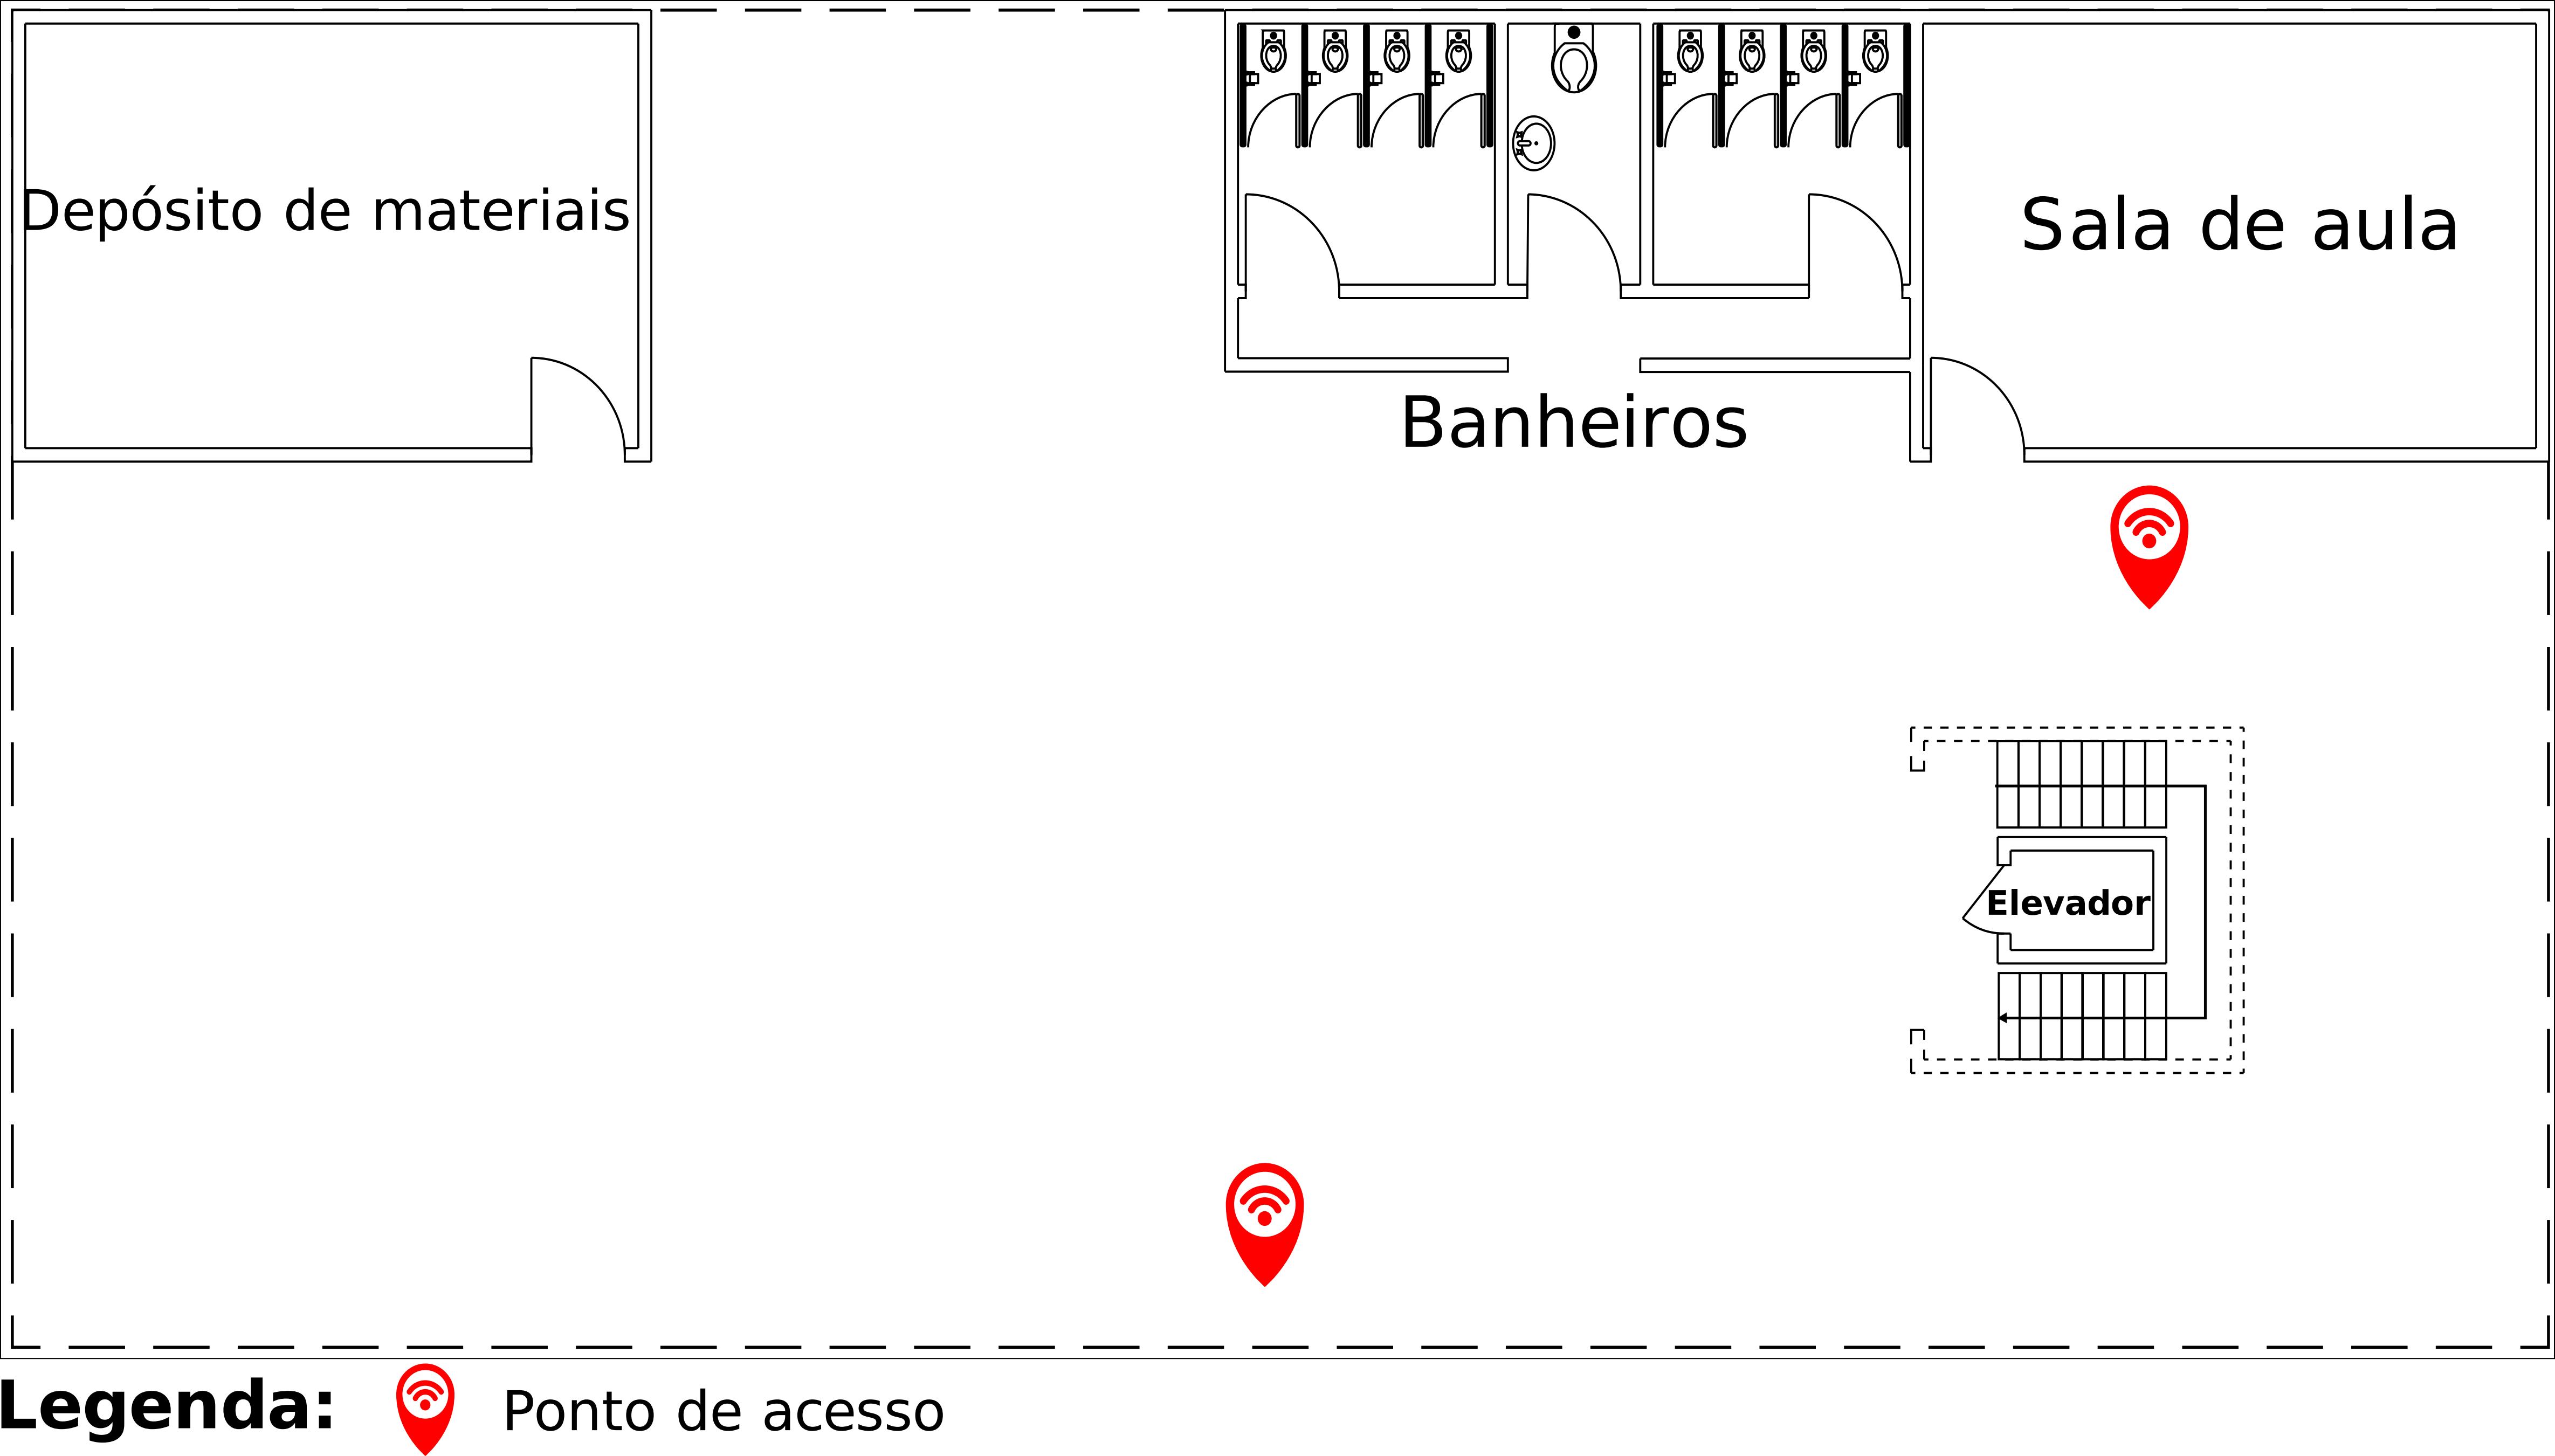 Depósito de materiais
Sala de aula
Banheiros
Elevador
Legenda:
Ponto de acesso